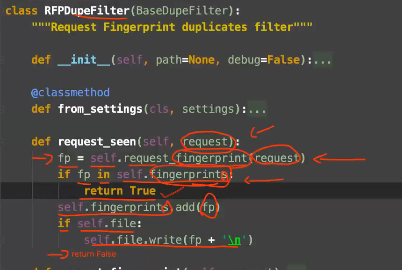 class RFPDupeFilter(BaseDupeFilter):
"""Request Fingerprint duplicates filter"""
def __init__(self, path=None, debug=False):...
@classmethod
def from_settings(cls, settings):...
def request_seen(self, request):
fp = self.request_fingerprint(request)
if fp in self.fingerprints:
return True
self.fingerprints.add(fp)
if self.file:
self.file.write(fp + '\n')
return False